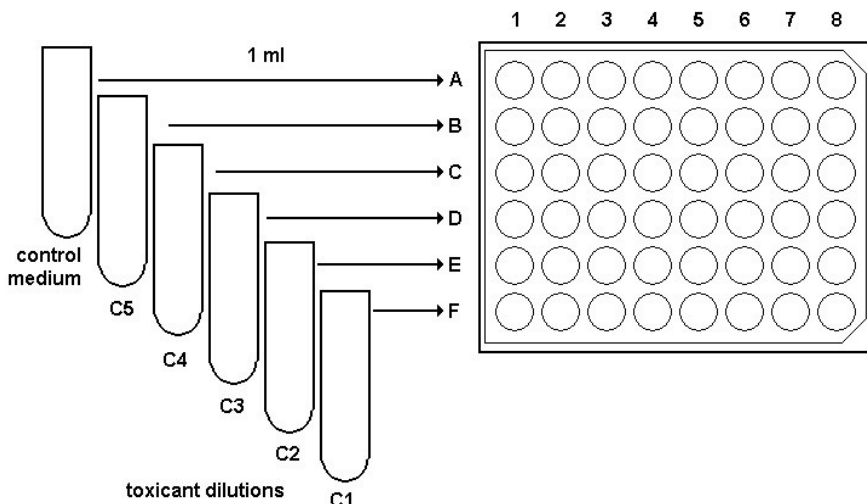 1 2 3 4 5 6 7 8
1 ml
A
B
C
D
E
F
control
medium
C5
C4
C3
C2
C1
toxicant dilutions